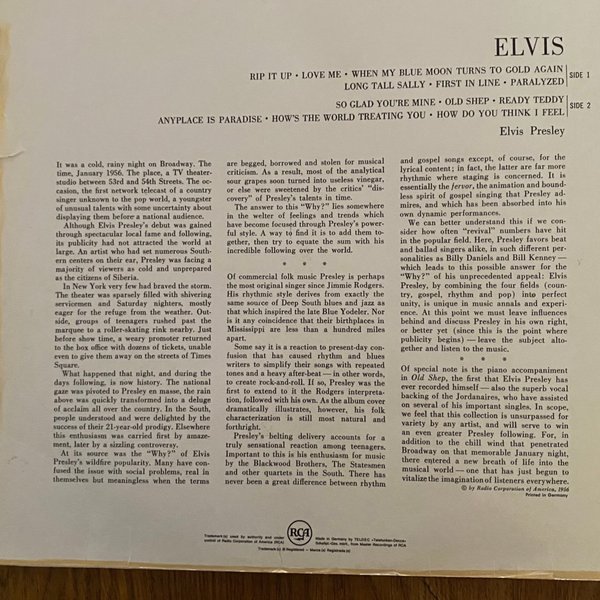 ELVIS
RIP IT UP • LOVE ME • WHEN MY BLUE MOON TURNS TO GOLD AGAIN
LONG TALL SALLY • FIRST IN LINE • PARALYZED
SIDE 1
SO GLAD YOU'RE MINE • OLD SHEP • READY TEDDY
ANYPLACE IS PARADISE • HOW'S THE WORLD TREATING YOU • HOW DO YOU THINK I FEEL
SIDE 2
Elvis Presley
It was a cold, rainy night on Broadway. The
time, January 1956. The place, a TV theater-
studio between 53rd and 54th Streets. The oc-
casion, the first network telecast of a country
singer unknown to the pop world, a youngster
of unusual talents with some uncertainty about
displaying them before a national audience.
Although Elvis Presley's debut was gained
through spectacular local fame and following,
its publicity had not attracted the world at
large. An artist who had set numerous South-
ern centers on their ear, Presley was facing a
majority of viewers as cold and unprepared
as the citizens of Siberia.
In New York very few had braved the storm.
The theater was sparsely filled with shivering
servicemen and Saturday nighters, mostly
eager for the refuge from the weather. Out-
side, groups of teenagers rushed past the
marquee to a roller-skating rink nearby. Just
before show time, a weary promoter returned
to the box office with dozens of tickets, unable
even to give them away on the streets of Times
Square.
What happened that night, and during the
days following, is now history. The national
gaze was pivoted to Presley en masse, the rain
above was quickly transformed into a deluge
of acclaim all over the country. In the South,
people understood and were delighted by the
success of their 21-year-old prodigy. Elsewhere
this enthusiasm was carried first by amaze-
ment, later by a sizzling controversy.
At its source was the "Why?" of Elvis
Presley's wildfire popularity. Many have con-
fused the issue with social problems, real in
themselves but meaningless when the terms
are begged, borrowed and stolen for musical
criticism. As a result, most of the analytical
sour grapes soon turned into useless vinegar,
or else were sweetened by the critics' "dis-
covery" of Presley's talents in time.
The answer to this "Why?" lies somewhere
in the welter of feelings and trends which
have become focused through Presley's power-
ful style. A way to find it is to add them to-
gether, then try to equate the sum with his
incredible following over the world.
* * *
Of commercial folk music Presley is perhaps
the most original singer since Jimmie Rodgers.
His rhythmic style derives from exactly the
same source of Deep South blues and jazz as
that which inspired the late Blue Yodeler. Nor
is it any coincidence that their birthplaces in
Mississippi are less than a hundred miles
apart.
Some say it is a reaction to present-day con-
fusion that has caused rhythm and blues
writers to simplify their songs with repeated
tones and a heavy after-beat — in other words,
to create rock-and-roll. If so, Presley was the
first to extend it to the Rodgers interpreta-
tion, followed with his own. As the album cover
dramatically illustrates, however, his folk
characterization is still most natural and
forthright.
Presley's belting delivery accounts for a
truly sensational reaction among teenagers.
Important to this is his enthusiasm for music
by the Blackwood Brothers, The Statesmen
and other quartets in the South. There has
never been a great difference between rhythm
and gospel songs except, of course, for the
lyrical content; in fact, the latter are far more
rhythmic where staging is concerned. It is
essentially the fervor, the animation and bound-
less spirit of gospel singing that Presley ad-
mires, and which has been absorbed into his
own dynamic performances.
We can better understand this if we con-
sider how often "revival" numbers have hit
in the popular field. Here, Presley favors beat
and ballad singers alike, in such different per-
sonalities as Billy Daniels and Bill Kenney —
which leads to this possible answer for the
"Why?" of his unprecedented appeal: Elvis
Presley, by combining the four fields (coun-
try, gospel, rhythm and pop) into perfect
unity, is unique in music annals and experi-
ence. At this point we must leave influences
behind and discuss Presley in his own right,
or better yet (since this is the point where
publicity begins) — leave the subject alto-
gether and listen to the music.
* * *
Of special note is the piano accompaniment
in Old Shep, the first that Elvis Presley has
ever recorded himself — also the superb vocal
backing of the Jordanaires, who have assisted
on several of his important singles. In scope,
we feel that this collection is unsurpassed for
variety by any artist, and will serve to win
an even greater Presley following. For, in
addition to the chill wind that penetrated
Broadway on that memorable January night,
there entered a new breath of life into the
musical world — one that has just begun to
vitalize the imagination of listeners everywhere.
© by Radio Corporation of America, 1956
Printed in Germany
Trademark(s) used by authority and under
control of Radio Corporation of America (RCA)
RCA
Made in Germany by TELDEC »Telefunken-Decca«
Schallpl.-Ges. mbH, from Master Recordings of RCA
Trademark(s) ® Registered - Marca(s) Registrada(s)